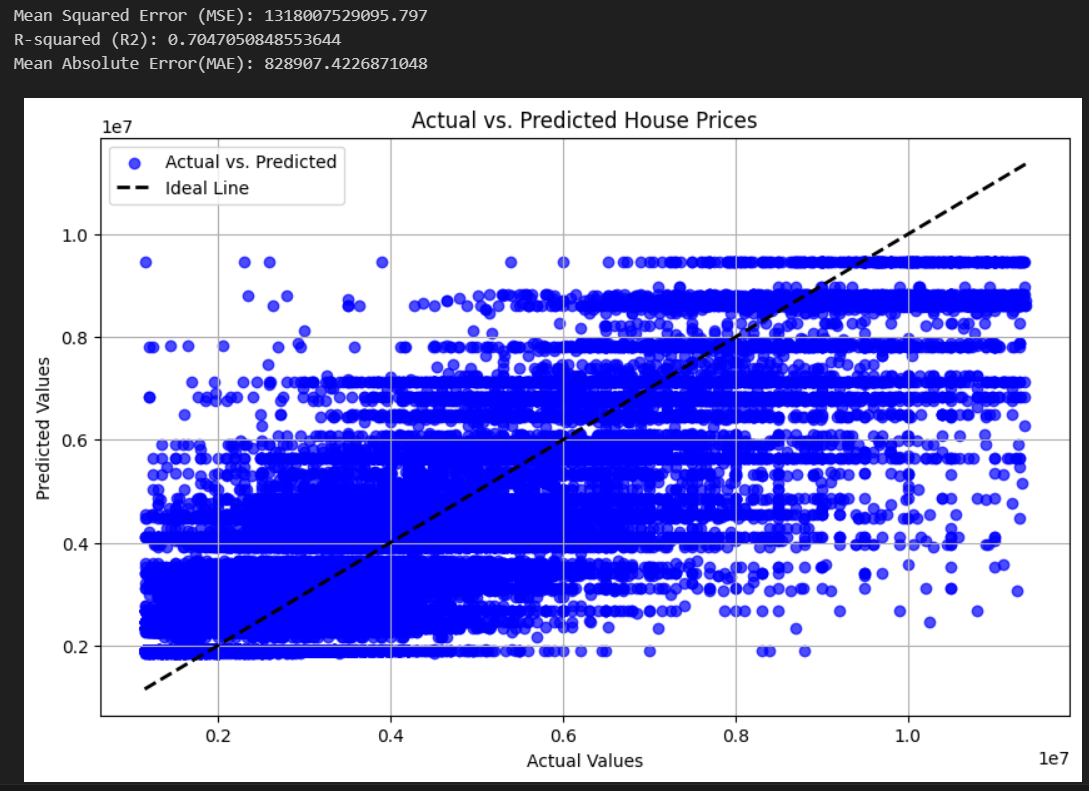 Mean Squared Error (MSE): 1318007529095.797
R-squared (R2): 0.7047050848553644
Mean Absolute Error(MAE): 828907.4226871048
Actual vs. Predicted House Prices
1e7
Actual vs. Predicted
Ideal Line
1.0
0.8
0.6
0.4
0.2
Predicted Values
0.2 0.4 0.6 0.8 1.0
Actual Values
1e7